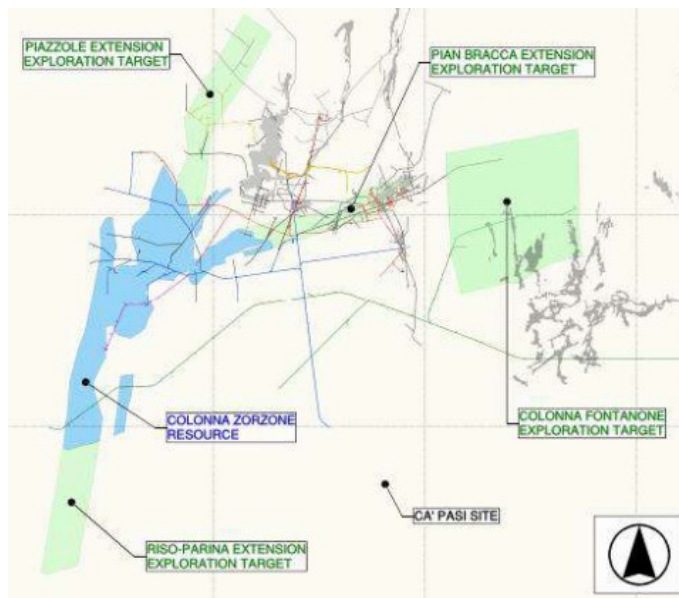 PIAZZOLE EXTENSION
EXPLORATION TARGET
PIAN BRACCA EXTENSION
EXPLORATION TARGET
COLONNA ZORZONE
RESOURCE
COLONNA FONTANONE
EXPLORATION TARGET
CA' PASI SITE
RISO-PARINA EXTENSION
EXPLORATION TARGET